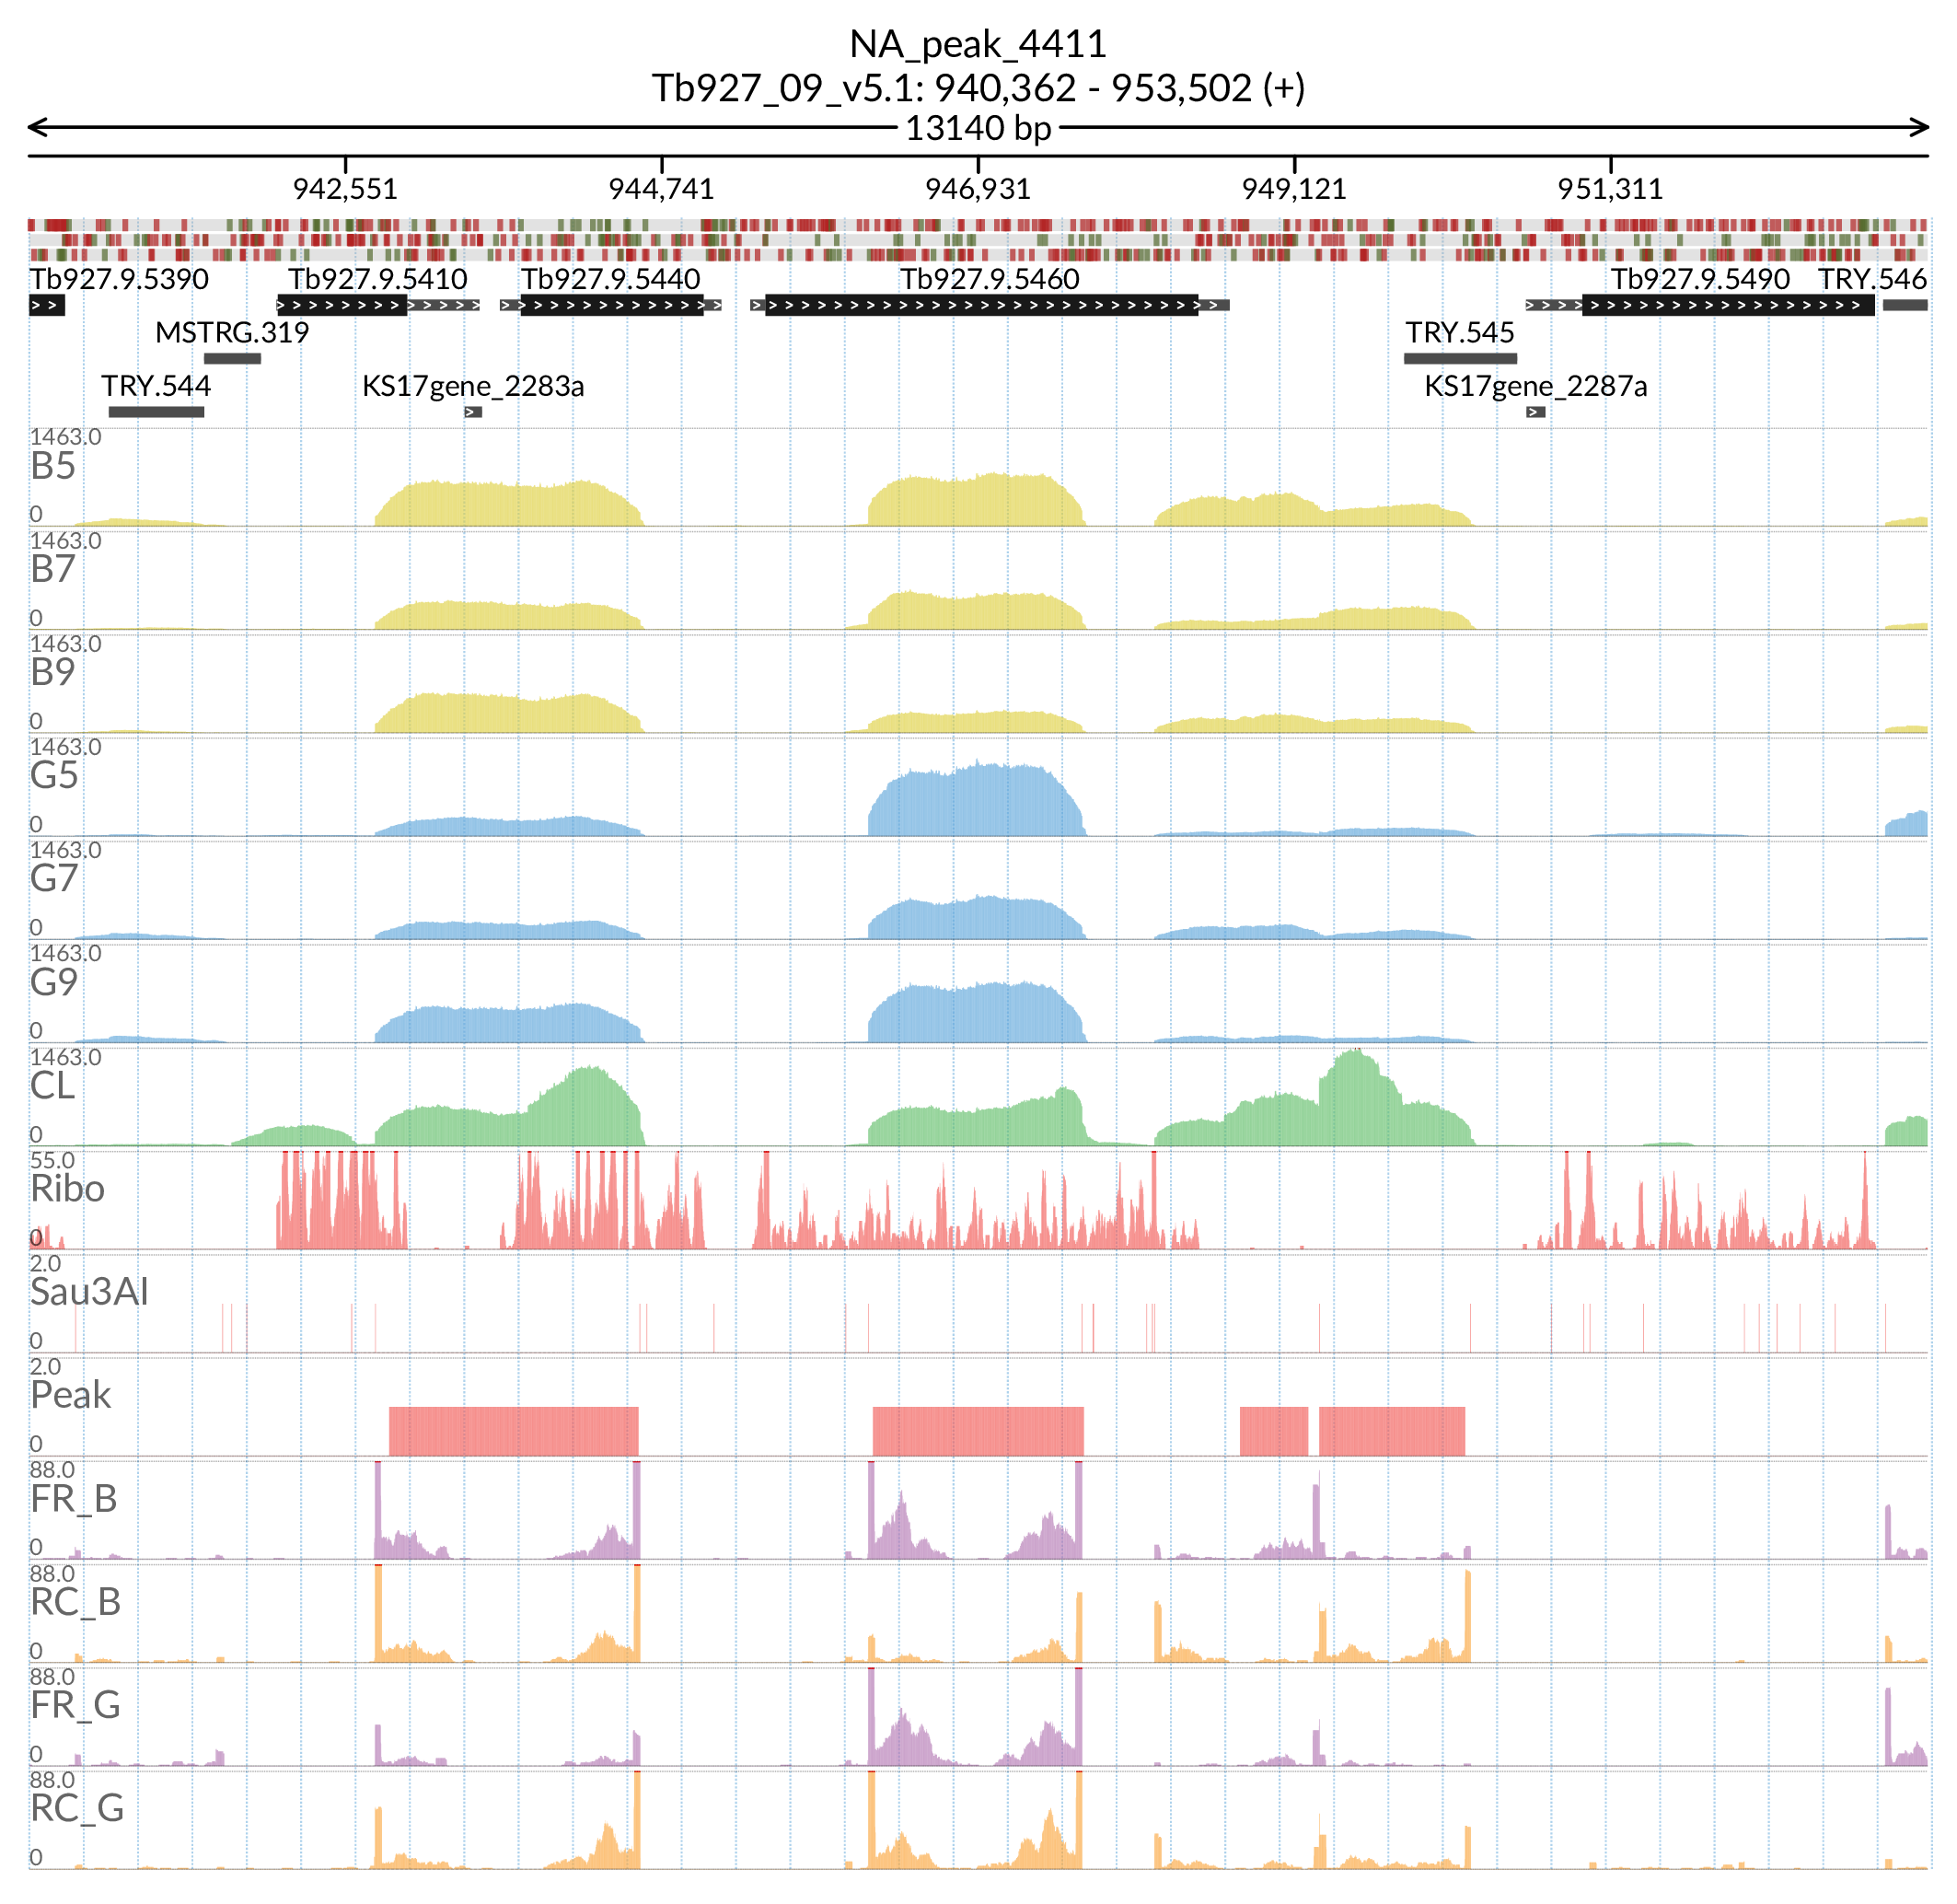 NA_peak_4411
Tb927_09_v5.1: 940,362 - 953,502 (+)
13140 bp
942,551 944,741 946,931 949,121 951,311
Tb927.9.5390 Tb927.9.5410 Tb927.9.5440 Tb927.9.5460 Tb927.9.5490 TRY.546
MSTRG.319 TRY.545
TRY.544 KS17gene_2283a KS17gene_2287a
1463.0
B5
0
1463.0
B7
0
1463.0
B9
0
1463.0
G5
0
1463.0
G7
0
1463.0
G9
0
1463.0
CL
0
55.0
Ribo
0
2.0
Sau3AI
0
2.0
Peak
0
88.0
FR_B
0
88.0
RC_B
0
88.0
FR_G
0
88.0
RC_G
0